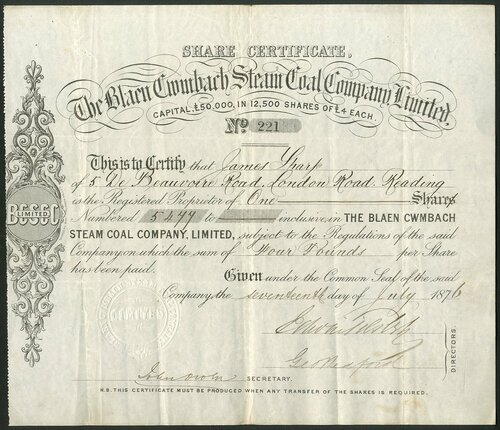 SHARE CERTIFICATE.
The Blaen Cwmbach Steam Coal Company, Limited.
CAPITAL, £50,000, IN 12,500 SHARES OF £4 EACH.
No 221
This is to Certify that James Sharp
of 5 De Beauvoire Road, London Road, Reading
is the Registered Proprietor of One Shares
Numbered 5499 to inclusive in THE BLAEN CWMBACH
STEAM COAL COMPANY, LIMITED, subject to the Regulations of the said
Company on which the sum of Four Pounds per Share
has been paid.
Given under the Common Seal of the said
Company the seventeenth day of July 1876
BCSCC
LIMITED
LIMITED
DIRECTORS.
SECRETARY.
N.B. THIS CERTIFICATE MUST BE PRODUCED WHEN ANY TRANSFER OF THE SHARES IS REQUIRED.